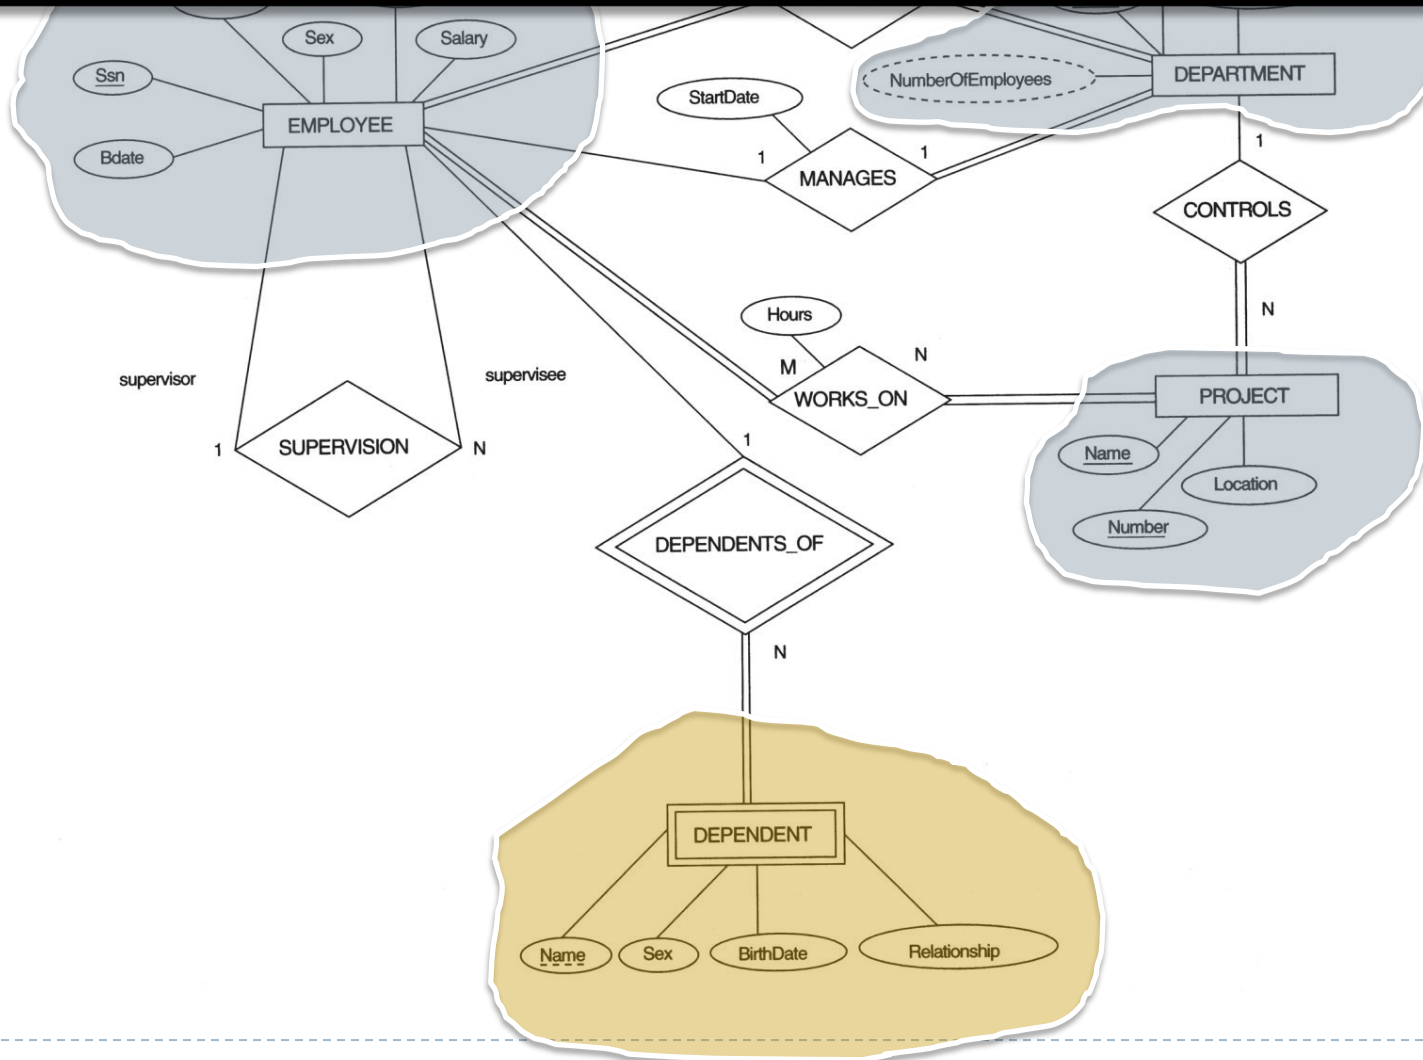 Sex
Salary
Ssn
NumberOfEmployees
DEPARTMENT
StartDate
EMPLOYEE
Bdate
1
1
1
MANAGES
CONTROLS
Hours
N
M
N
supervisor
supervisee
WORKS_ON
PROJECT
1
SUPERVISION
N
1
Name
Location
Number
DEPENDENTS_OF
N
DEPENDENT
Name
Sex
BirthDate
Relationship